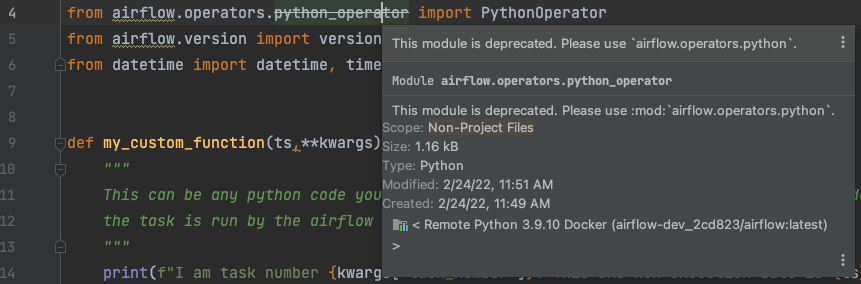 4 from airflow.operators.python_operator import PythonOperator
5 from airflow.version import version
6 from datetime import datetime, time
7
8
9 def my_custom_function(ts,**kwargs)
10 """
11 This can be any python code you
12 the task is run by the airflow
13 """
14 print(f"I am task number {kwargs[
This module is deprecated. Please use `airflow.operators.python`.
Module airflow.operators.python_operator
This module is deprecated. Please use :mod:`airflow.operators.python`.
Scope: Non-Project Files
Size: 1.16 kB
Type: Python
Modified: 2/24/22, 11:51 AM
Created: 2/24/22, 11:49 AM
< Remote Python 3.9.10 Docker (airflow-dev_2cd823/airflow:latest)
>